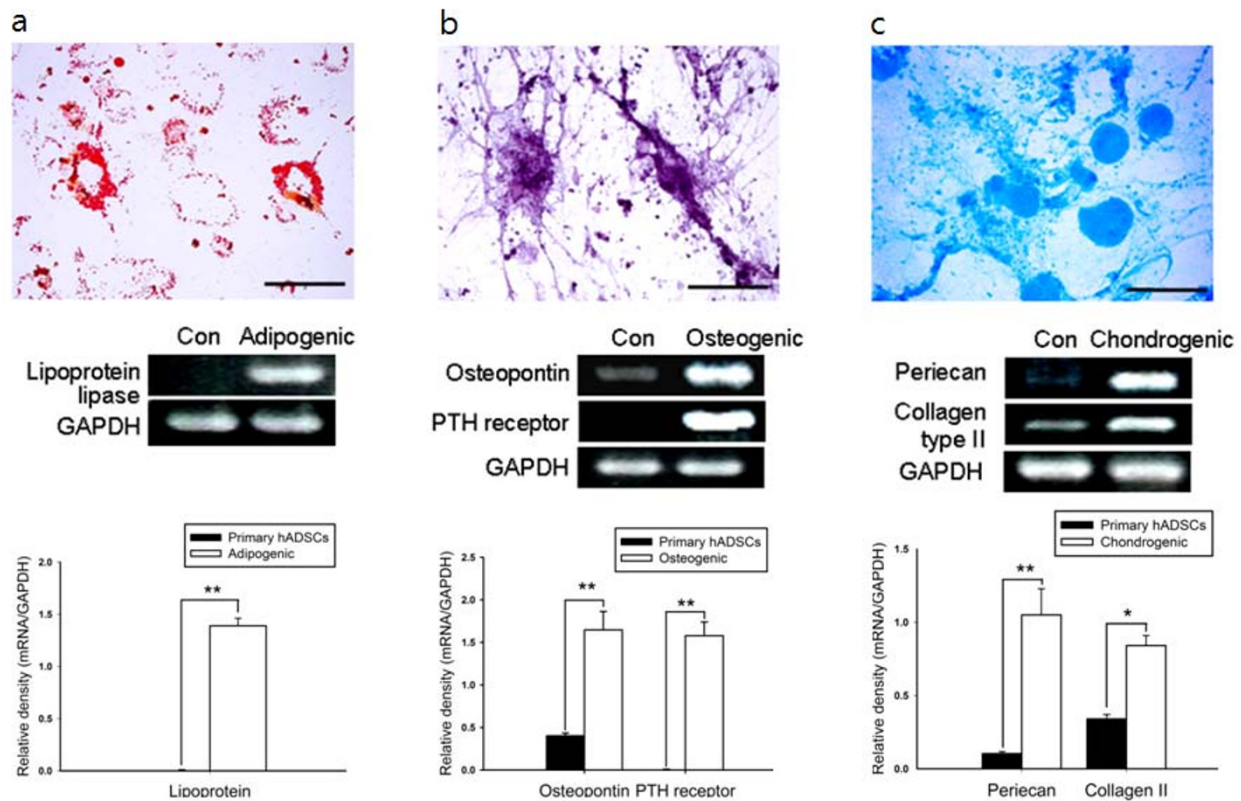 a
b
c
Con Adipogenic
Lipoprotein
lipase
GAPDH
Con Osteogenic
Osteopontin
PTH receptor
GAPDH
Con Chondrogenic
Periecan
Collagen
type II
GAPDH
Primary hADSCs
Adipogenic
Relative density (mRNA/GAPDH)
2.0
1.5
1.0
0.5
0.0
**
Lipoprotein
Primary hADSCs
Osteogenic
Relative density (mRNA/GAPDH)
2.5
2.0
1.5
1.0
0.5
0.0
**
**
Osteopontin PTH receptor
Primary hADSCs
Chondrogenic
Relative density (mRNA/GAPDH)
1.5
1.0
0.5
0.0
**
*
Periecan Collagen II